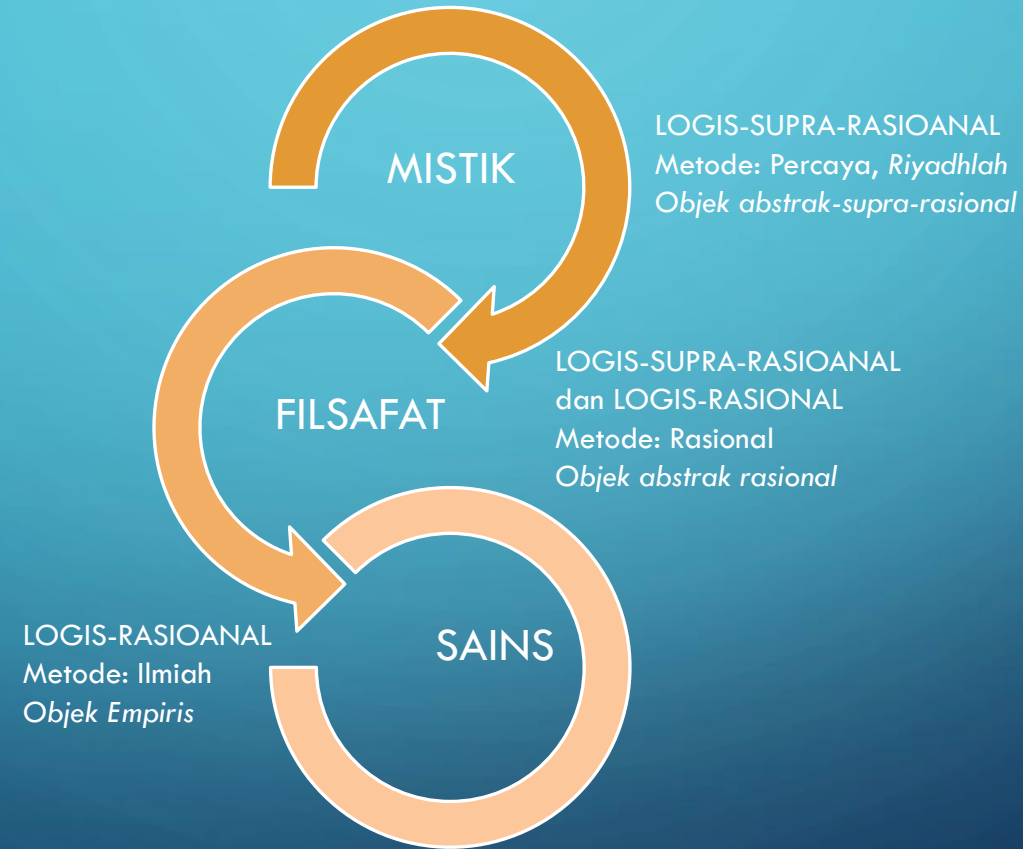 MISTIK
LOGIS-SUPRA-RASIOANAL
Metode: Percaya, Riyadhlah
Objek abstrak-supra-rasional
FILSAFAT
LOGIS-SUPRA-RASIOANAL
dan LOGIS-RASIONAL
Metode: Rasional
Objek abstrak rasional
SAINS
LOGIS-RASIOANAL
Metode: Ilmiah
Objek Empiris